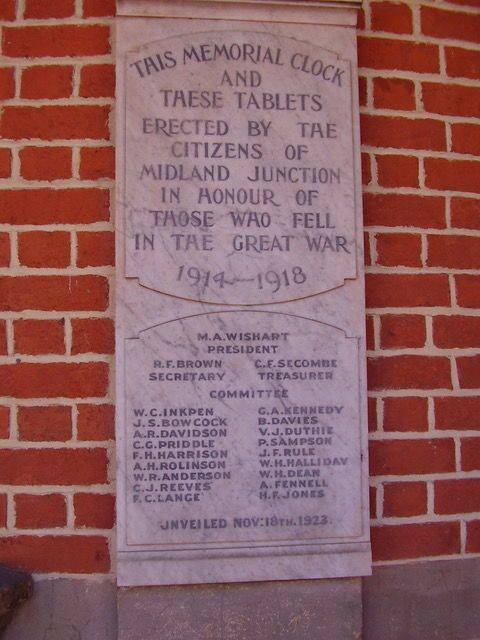 THIS MEMORIAL CLOCK
AND
THESE TABLETS
ERECTED BY THE
CITIZENS OF
MIDLAND JUNCTION
IN HONOUR OF
THOSE WHO FELL
IN THE GREAT WAR
1914-1918
M.A. WISHART
PRESIDENT
R.F. BROWN C.F. SECOMBE
SECRETARY TREASURER
COMMITTEE
W.C. INKPEN G.A. KENNEDY
J.S. BOWCOCK B. DAVIES
A.R. DAVIDSON V.J. DUTHIE
C.G. PRIDDLE P. SAMPSON
F.H. HARRISON J.F. RULE
A.H. ROLINSON W.H. HALLIDAY
W.R. ANDERSON W.H. DEAN
C.J. REEVES A. FENNELL
F.C. LANGE H.F. JONES
UNVEILED NOV: 18TH. 1923.